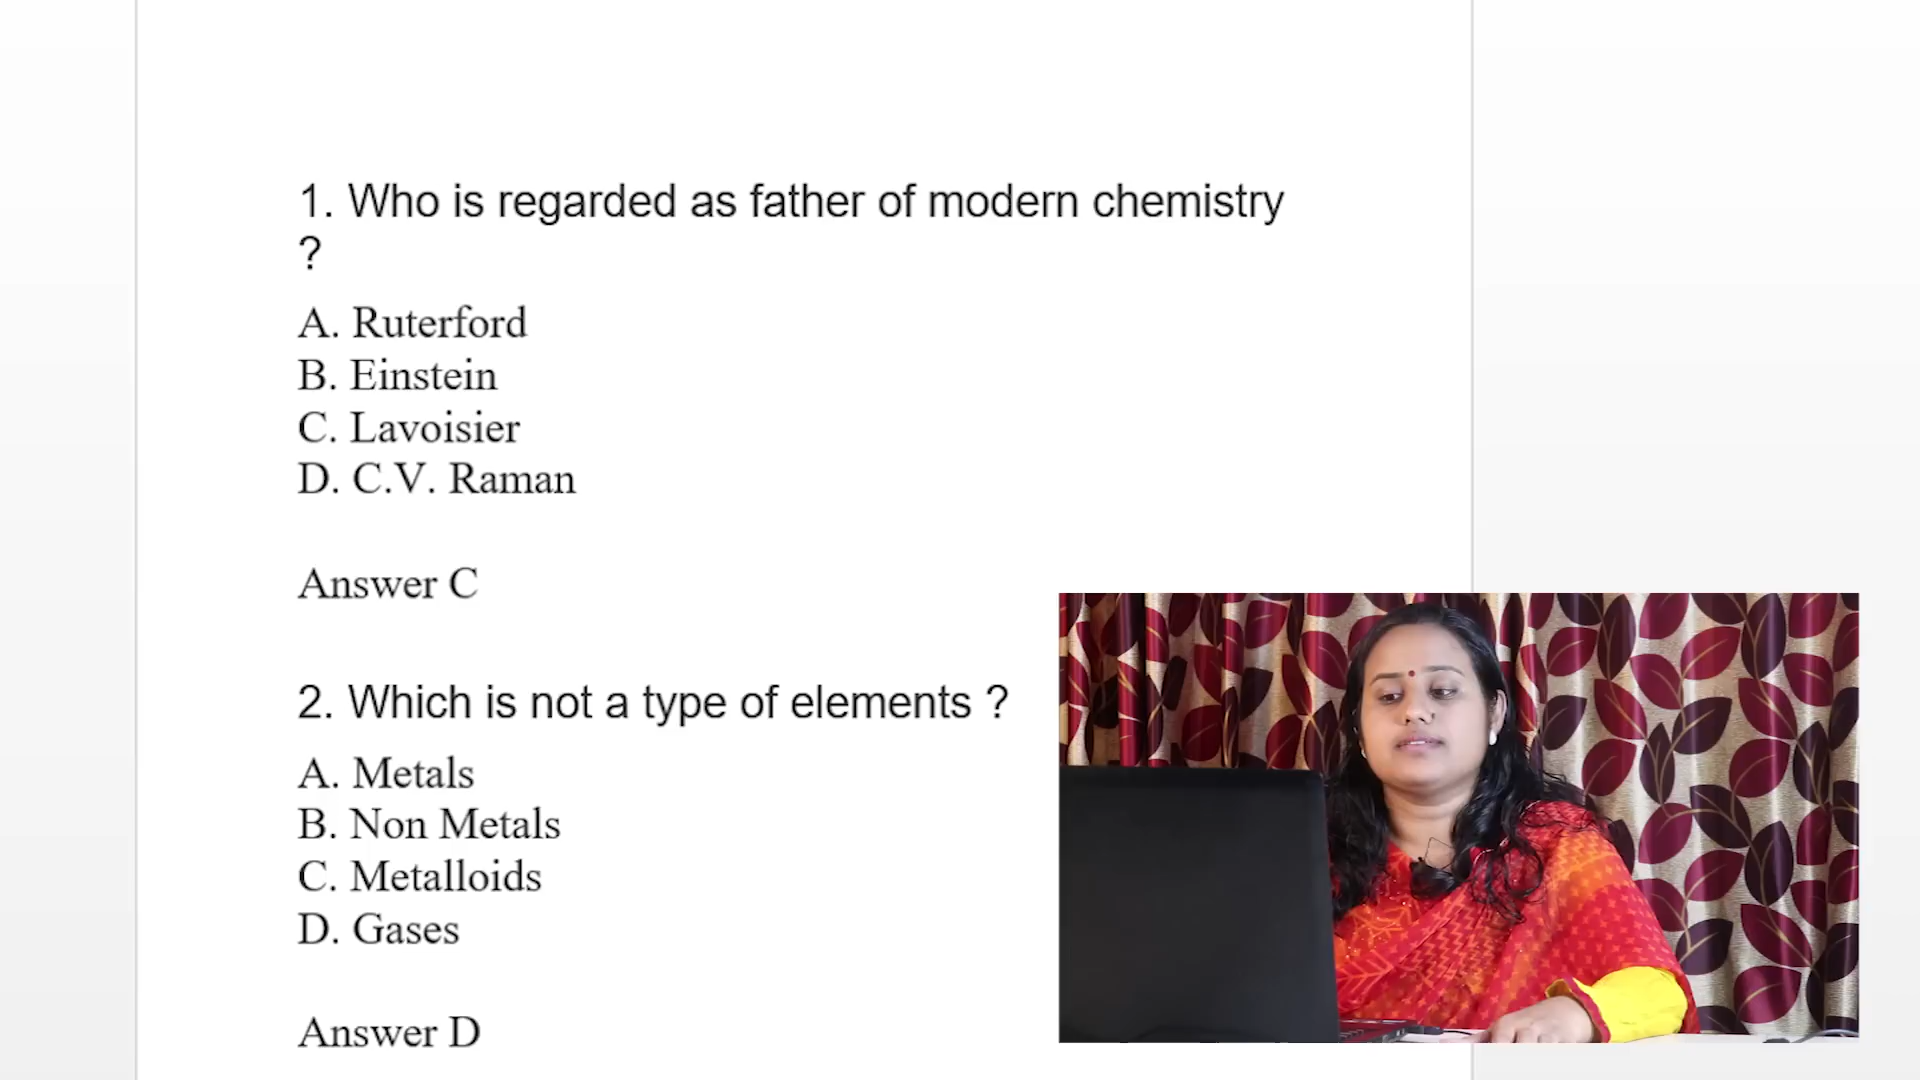 1. Who is regarded as father of modern chemistry
?
A. Ruterford
B. Einstein
C. Lavoisier
D. C.V. Raman
Answer C
2. Which is not a type of elements ?
A. Metals
B. Non Metals
C. Metalloids
D. Gases
Answer D